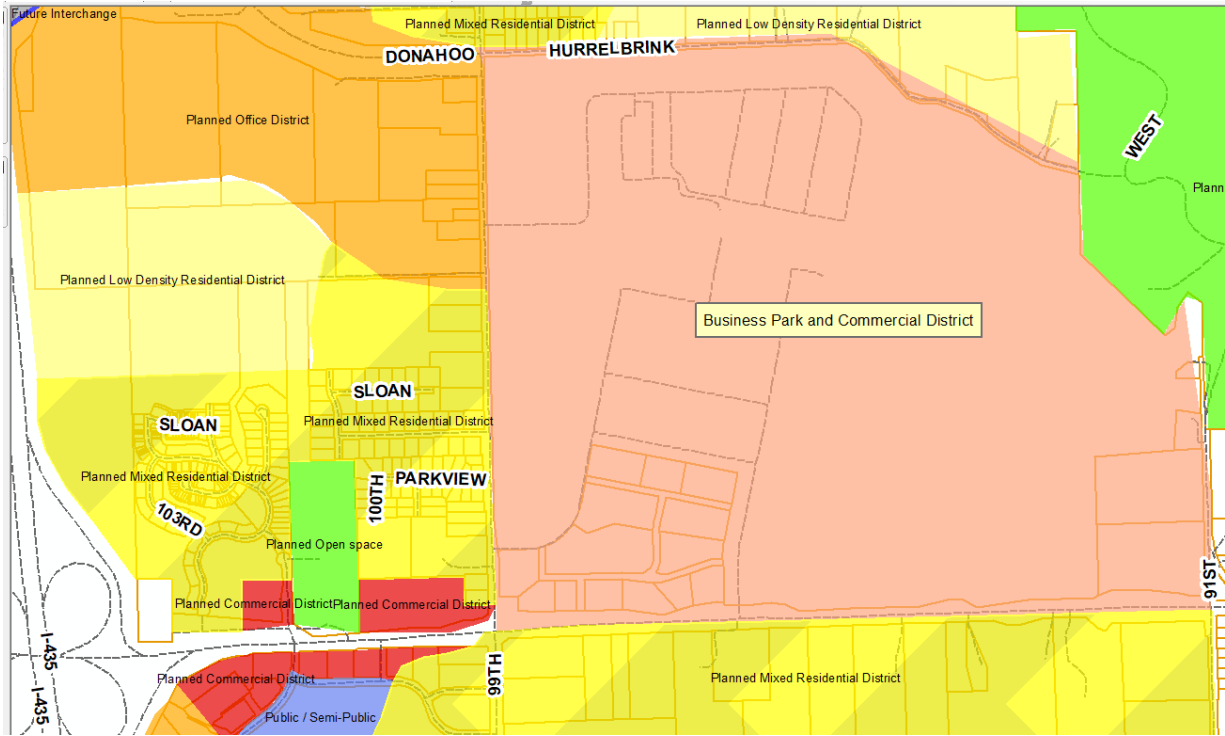 Future Interchange
Planned Mixed Residential District
Planned Low Density Residential District
DONAHOO
HURRELBRINK
Planned Office District
WEST
Plann
Planned Low Density Residential District
Business Park and Commercial District
SLOAN
SLOAN
Planned Mixed Residential District
Planned Mixed Residential District
PARKVIEW
100TH
103RD
Planned Open space
91ST
Planned Commercial District
Planned Commercial District
I-435
I-435
99TH
Planned Commercial District
Planned Mixed Residential District
Public / Semi-Public